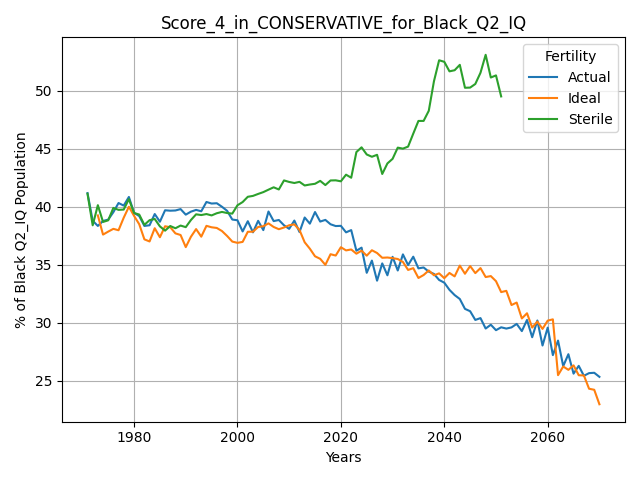 Score_4_in_CONSERVATIVE_for_Black_Q2_IQ
% of Black Q2_IQ Population
50
45
40
35
30
25
1980
2000
2020
2040
2060
Years
Fertility
Actual
Ideal
Sterile